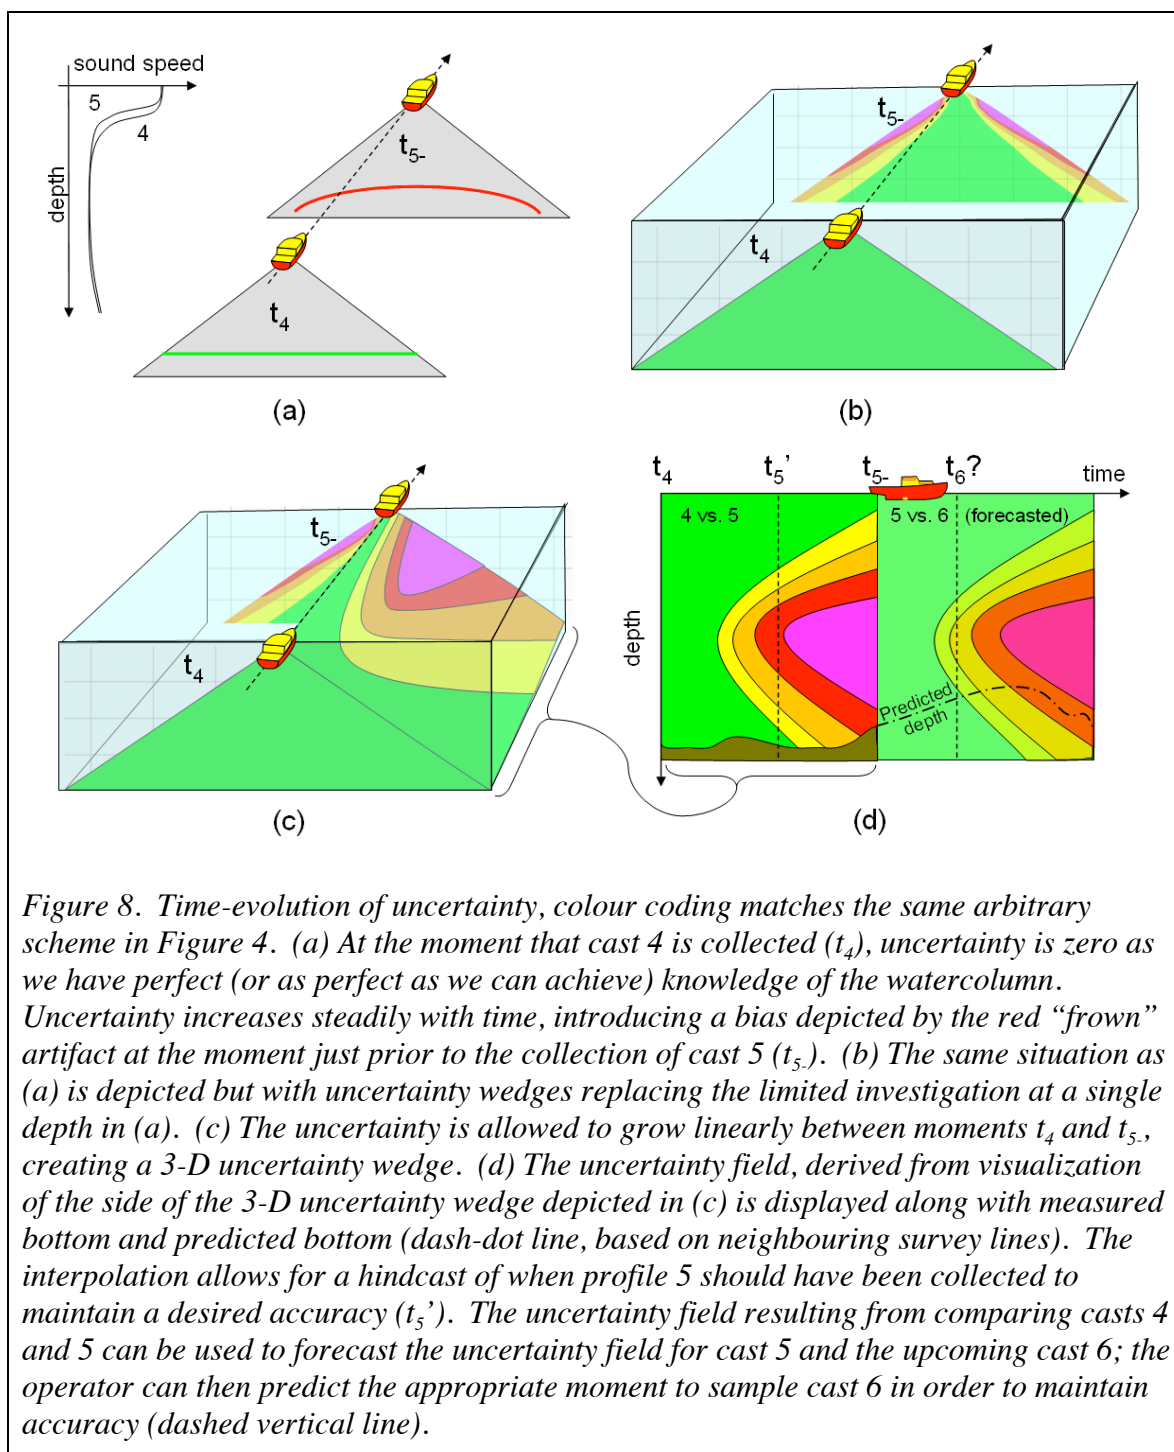 sound speed
5
4
depth
t5-
t4
(a)
t5-
t4
(b)
t5-
t4
(c)
t4 t5’ t5- t6? time
4 vs. 5 5 vs. 6 (forecasted)
depth
Predicted
depth
(d)
Figure 8. Time-evolution of uncertainty, colour coding matches the same arbitrary
scheme in Figure 4. (a) At the moment that cast 4 is collected (t4), uncertainty is zero as
we have perfect (or as perfect as we can achieve) knowledge of the watercolumn.
Uncertainty increases steadily with time, introducing a bias depicted by the red “frown”
artifact at the moment just prior to the collection of cast 5 (t5-). (b) The same situation as
(a) is depicted but with uncertainty wedges replacing the limited investigation at a single
depth in (a). (c) The uncertainty is allowed to grow linearly between moments t4 and t5-,
creating a 3-D uncertainty wedge. (d) The uncertainty field, derived from visualization
of the side of the 3-D uncertainty wedge depicted in (c) is displayed along with measured
bottom and predicted bottom (dash-dot line, based on neighbouring survey lines). The
interpolation allows for a hindcast of when profile 5 should have been collected to
maintain a desired accuracy (t5’). The uncertainty field resulting from comparing casts 4
and 5 can be used to forecast the uncertainty field for cast 5 and the upcoming cast 6; the
operator can then predict the appropriate moment to sample cast 6 in order to maintain
accuracy (dashed vertical line).